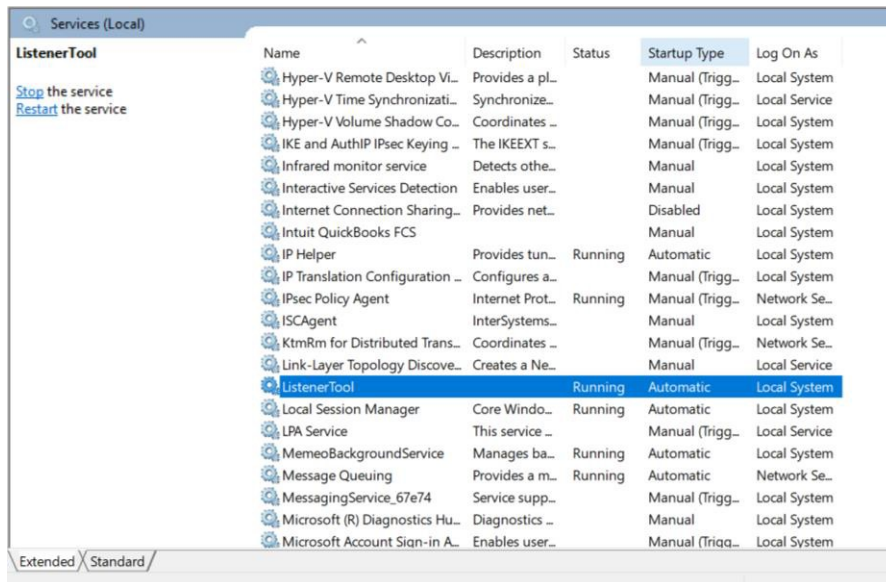 Services (Local)
ListenerTool
Stop the service
Restart the service
Name Description Status Startup Type Log On As
Hyper-V Remote Desktop Vi... Provides a pl... Manual (Trigg... Local System
Hyper-V Time Synchronizati... Synchronize... Manual (Trigg... Local Service
Hyper-V Volume Shadow Co... Coordinates ... Manual (Trigg... Local System
IKE and AuthIP IPsec Keying ... The IKEEXT s... Manual (Trigg... Local System
Infrared monitor service Detects othe... Manual Local System
Interactive Services Detection Enables user... Manual Local System
Internet Connection Sharing... Provides net... Disabled Local System
Intuit QuickBooks FCS Manual Local System
IP Helper Provides tun... Running Automatic Local System
IP Translation Configuration ... Configures a... Manual (Trigg... Local System
IPsec Policy Agent Internet Prot... Running Manual (Trigg... Network Se...
ISCAgent InterSystems... Manual Local System
KtmRm for Distributed Trans... Coordinates ... Manual (Trigg... Network Se...
Link-Layer Topology Discove... Creates a Ne... Manual Local Service
ListenerTool Running Automatic Local System
Local Session Manager Core Windo... Running Automatic Local System
LPA Service This service ... Manual (Trigg... Local Service
MemeoBackgroundService Manages ba... Running Automatic Local System
Message Queuing Provides a m... Running Automatic Network Se...
MessagingService_67e74 Service supp... Manual (Trigg... Local System
Microsoft (R) Diagnostics Hu... Diagnostics ... Manual Local System
Microsoft Account Sign-in A... Enables user... Manual (Trigg... Local System
Extended Standard